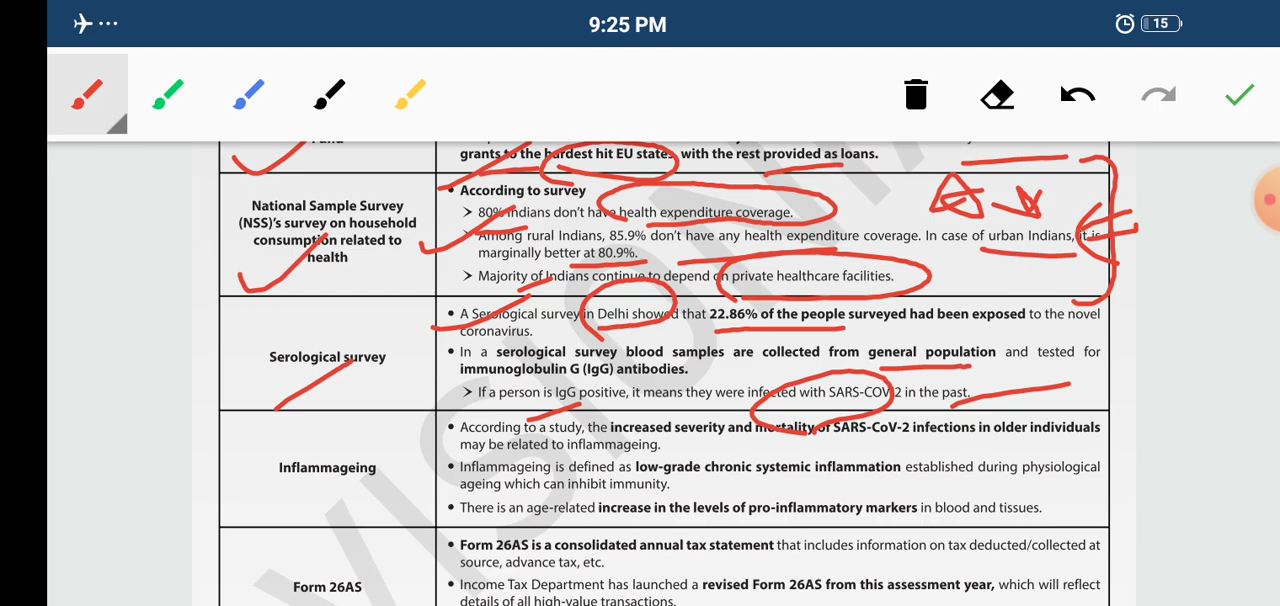 9:25 PM
15
Fund
grants to the hardest hit EU states, with the rest provided as loans.
National Sample Survey
(NSS)'s survey on household
consumption related to
health
• According to survey
➢ 80% Indians don't have health expenditure coverage.
➢ Among rural Indians, 85.9% don't have any health expenditure coverage. In case of urban Indians, it is
marginally better at 80.9%.
➢ Majority of Indians continue to depend on private healthcare facilities.
Serological survey
• A Serological survey in Delhi showed that 22.86% of the people surveyed had been exposed to the novel
coronavirus.
• In a serological survey blood samples are collected from general population and tested for
immunoglobulin G (IgG) antibodies.
➢ If a person is IgG positive, it means they were infected with SARS-COV-2 in the past.
Inflammageing
• According to a study, the increased severity and mortality of SARS-CoV-2 infections in older individuals
may be related to inflammageing.
• Inflammageing is defined as low-grade chronic systemic inflammation established during physiological
ageing which can inhibit immunity.
• There is an age-related increase in the levels of pro-inflammatory markers in blood and tissues.
Form 26AS
• Form 26AS is a consolidated annual tax statement that includes information on tax deducted/collected at
source, advance tax, etc.
• Income Tax Department has launched a revised Form 26AS from this assessment year, which will reflect
details of all high-value transactions.
VISION